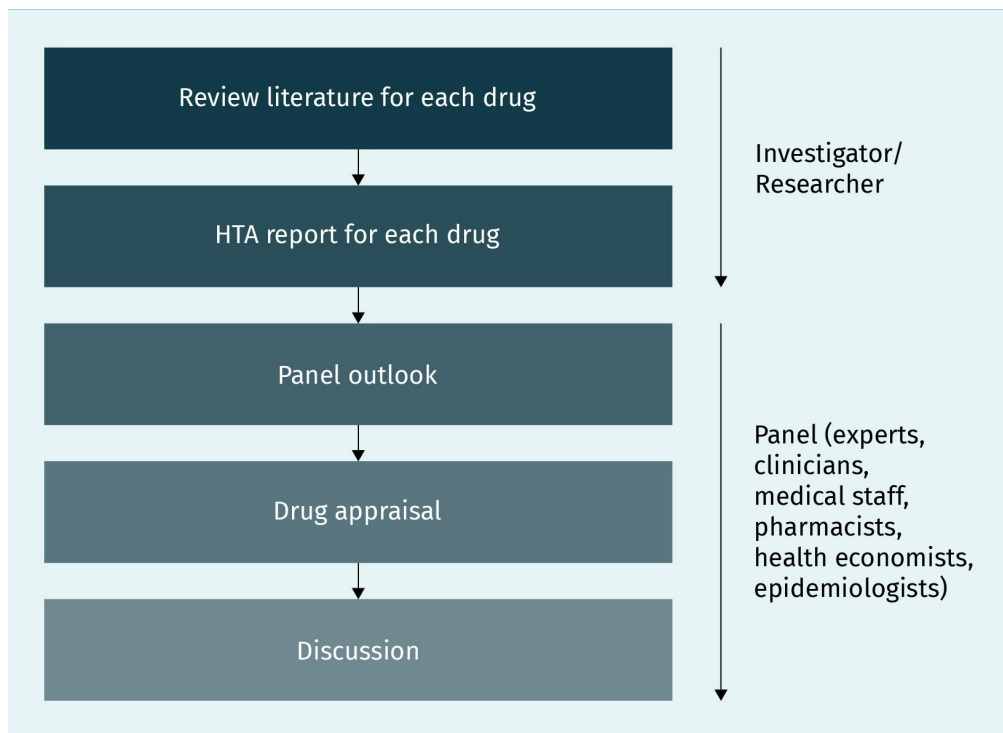 Review literature for each drug
HTA report for each drug
Investigator/
Researcher
Panel outlook
Drug appraisal
Discussion
Panel (experts,
clinicians,
medical staff,
pharmacists,
health economists,
epidemiologists)